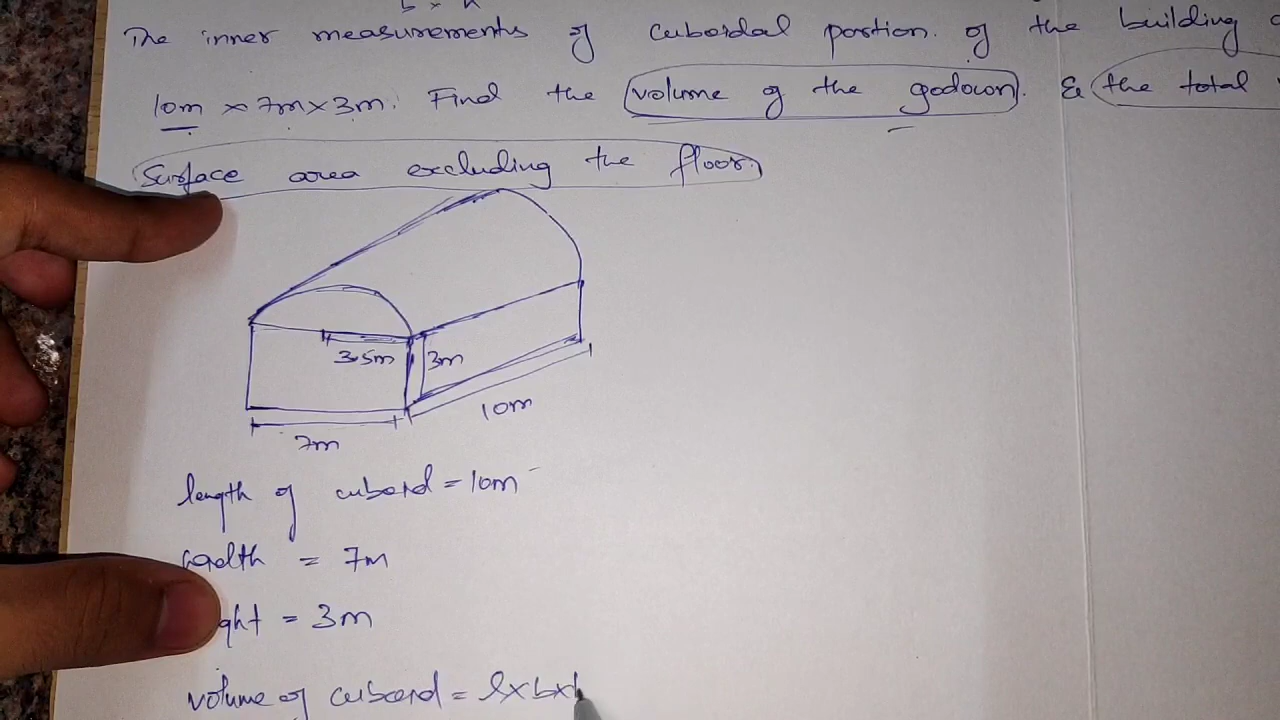 b × h
The inner measurements of cuboidal portion of the building
10m × 7m × 3m. Find the volume of the godown. & the total
Surface area excluding the floor.
3.5m
3m
10m
7m
length of cuboid = 10m
= 7m
ght = 3m
volume of cuboid = l×b×